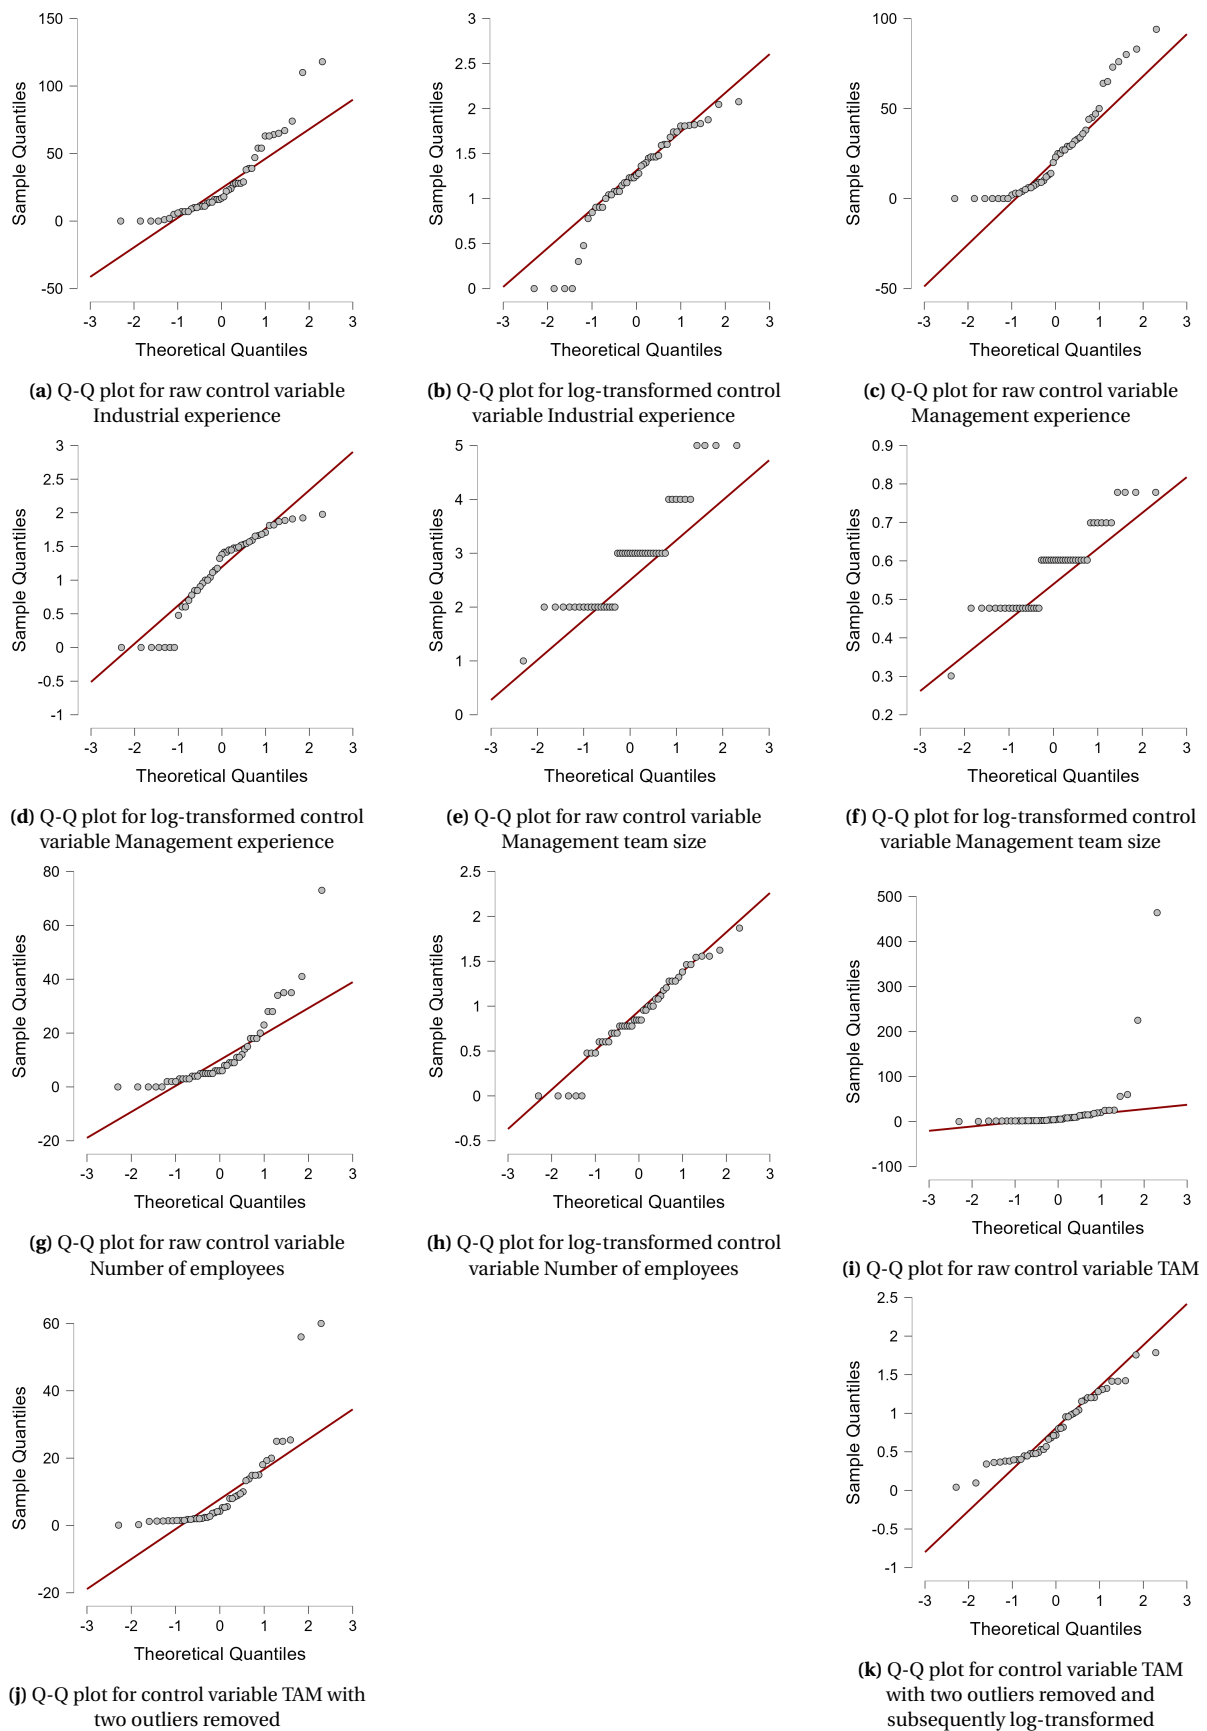 150
100
50
0
-50
Sample Quantiles
-3 -2 -1 0 1 2 3
Theoretical Quantiles
(a) Q-Q plot for raw control variable
Industrial experience
3
2.5
2
1.5
1
0.5
0
Sample Quantiles
-3 -2 -1 0 1 2 3
Theoretical Quantiles
(b) Q-Q plot for log-transformed control
variable Industrial experience
100
50
0
-50
Sample Quantiles
-3 -2 -1 0 1 2 3
Theoretical Quantiles
(c) Q-Q plot for raw control variable
Management experience
3
2.5
2
1.5
1
0.5
0
-0.5
-1
Sample Quantiles
-3 -2 -1 0 1 2 3
Theoretical Quantiles
(d) Q-Q plot for log-transformed control
variable Management experience
5
4
3
2
1
0
Sample Quantiles
-3 -2 -1 0 1 2 3
Theoretical Quantiles
(e) Q-Q plot for raw control variable
Management team size
0.9
0.8
0.7
0.6
0.5
0.4
0.3
0.2
Sample Quantiles
-3 -2 -1 0 1 2 3
Theoretical Quantiles
(f) Q-Q plot for log-transformed control
variable Management team size
80
60
40
20
0
-20
Sample Quantiles
-3 -2 -1 0 1 2 3
Theoretical Quantiles
(g) Q-Q plot for raw control variable
Number of employees
2.5
2
1.5
1
0.5
0
-0.5
Sample Quantiles
-3 -2 -1 0 1 2 3
Theoretical Quantiles
(h) Q-Q plot for log-transformed control
variable Number of employees
500
400
300
200
100
0
-100
Sample Quantiles
-3 -2 -1 0 1 2 3
Theoretical Quantiles
(i) Q-Q plot for raw control variable TAM
60
40
20
0
-20
Sample Quantiles
-3 -2 -1 0 1 2 3
Theoretical Quantiles
(j) Q-Q plot for control variable TAM with
two outliers removed
2.5
2
1.5
1
0.5
0
-0.5
-1
Sample Quantiles
-3 -2 -1 0 1 2 3
Theoretical Quantiles
(k) Q-Q plot for control variable TAM
with two outliers removed and
subsequently log-transformed